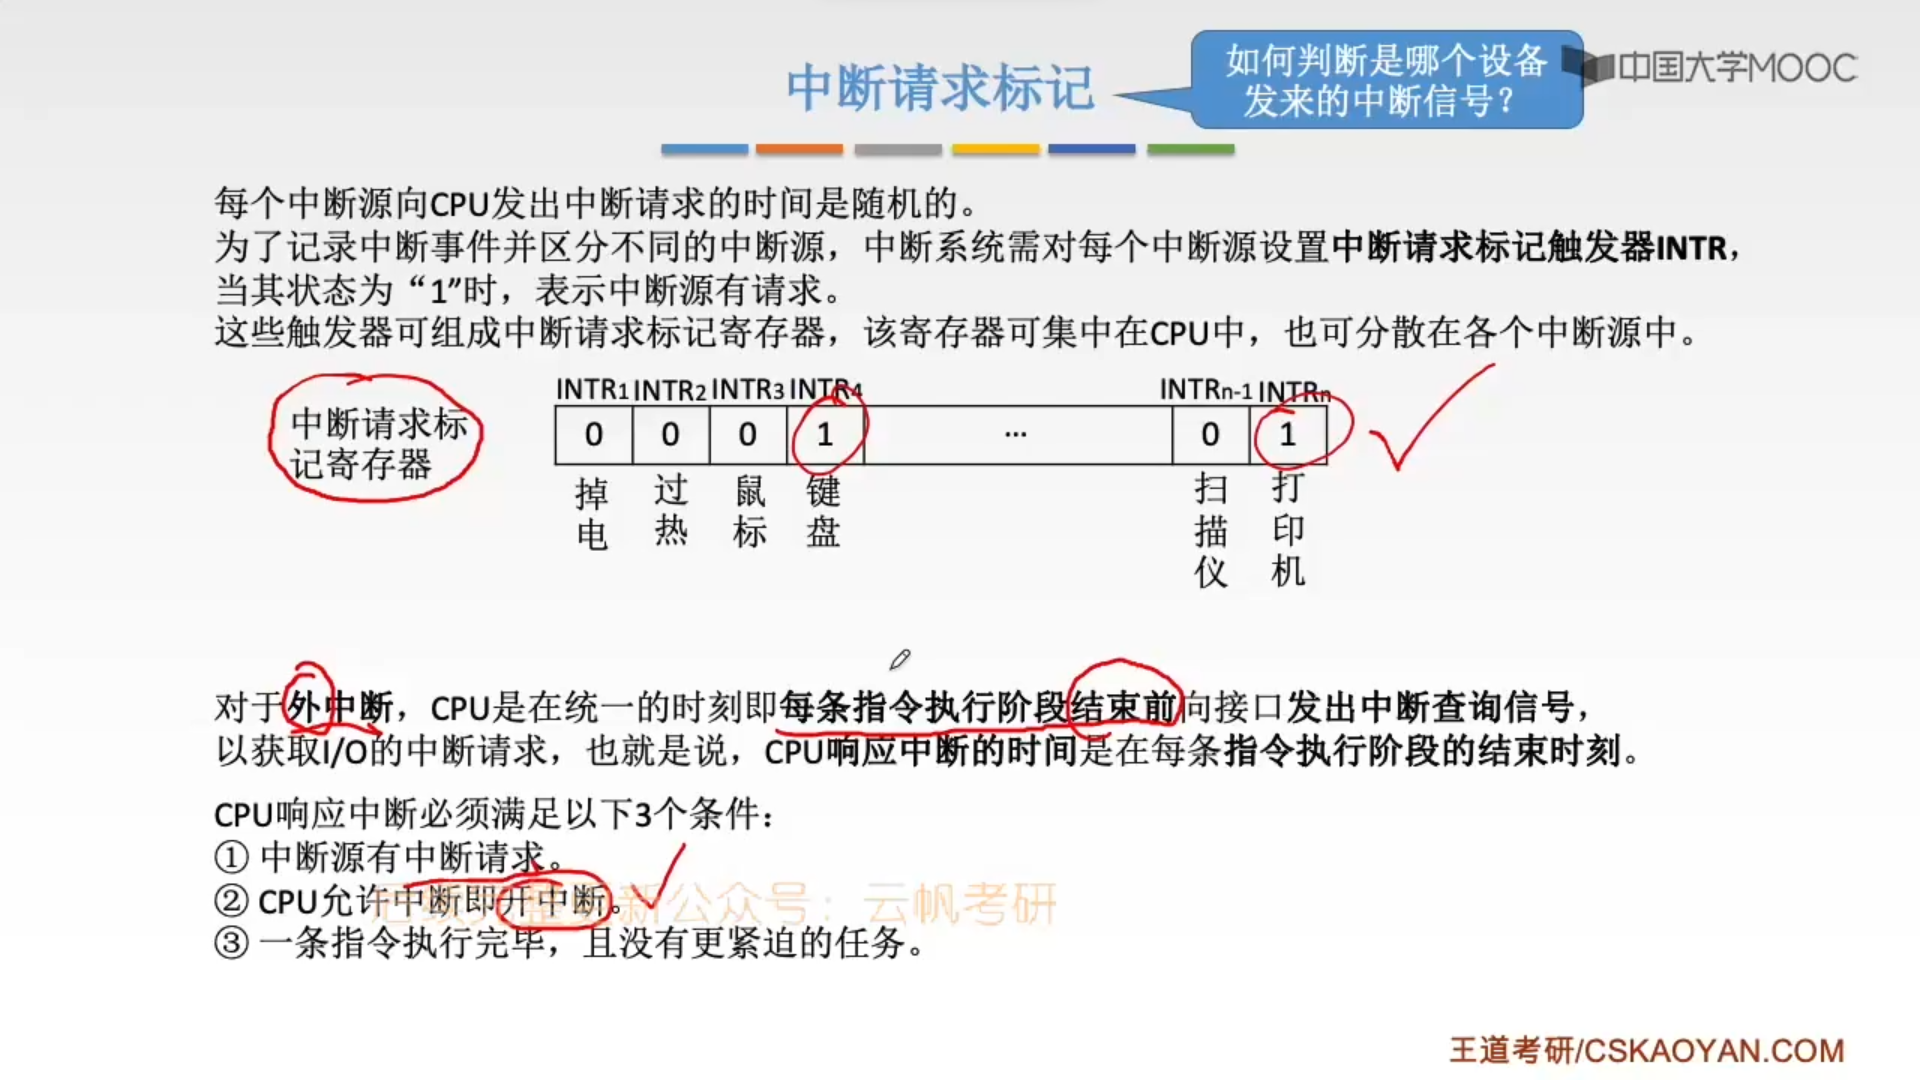 中断请求标记
如何判断是哪个设备
发来的中断信号？
中国大学MOOC
每个中断源向CPU发出中断请求的时间是随机的。
为了记录中断事件并区分不同的中断源，中断系统需对每个中断源设置中断请求标记触发器INTR，
当其状态为“1”时，表示中断源有请求。
这些触发器可组成中断请求标记寄存器，该寄存器可集中在CPU中，也可分散在各个中断源中。
中断请求标
记寄存器
INTR1 INTR2 INTR3 INTR4 INTRn-1 INTRn
0 0 0 1 … 0 1
掉电 过热 鼠标 键盘 扫描仪 打印机
对于外中断，CPU是在统一的时刻即每条指令执行阶段结束前向接口发出中断查询信号，
以获取I/O的中断请求，也就是说，CPU响应中断的时间是在每条指令执行阶段的结束时刻。
CPU响应中断必须满足以下3个条件：
① 中断源有中断请求。
② CPU允许中断即开中断。
③ 一条指令执行完毕，且没有更紧迫的任务。
新公众号：云帆考研
王道考研/CSKAOYAN.COM